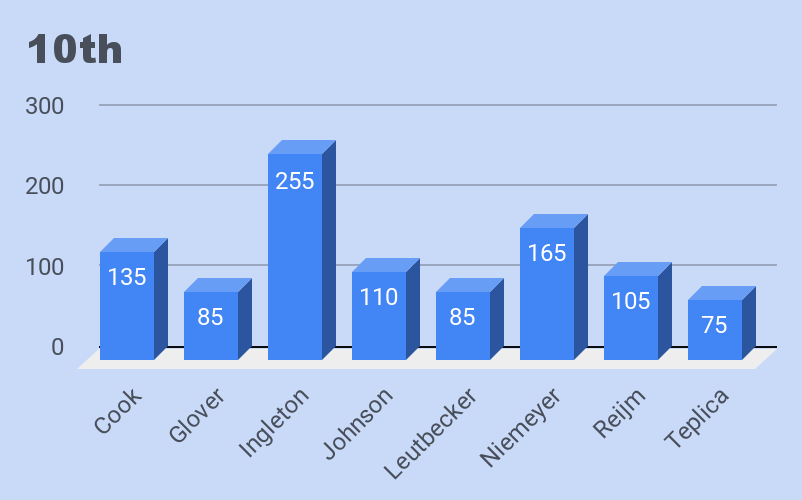 10th
300
200
100
0
135
85
255
110
85
165
105
75
Cook
Glover
Ingleton
Johnson
Leutbecker
Niemeyer
Reijm
Teplica